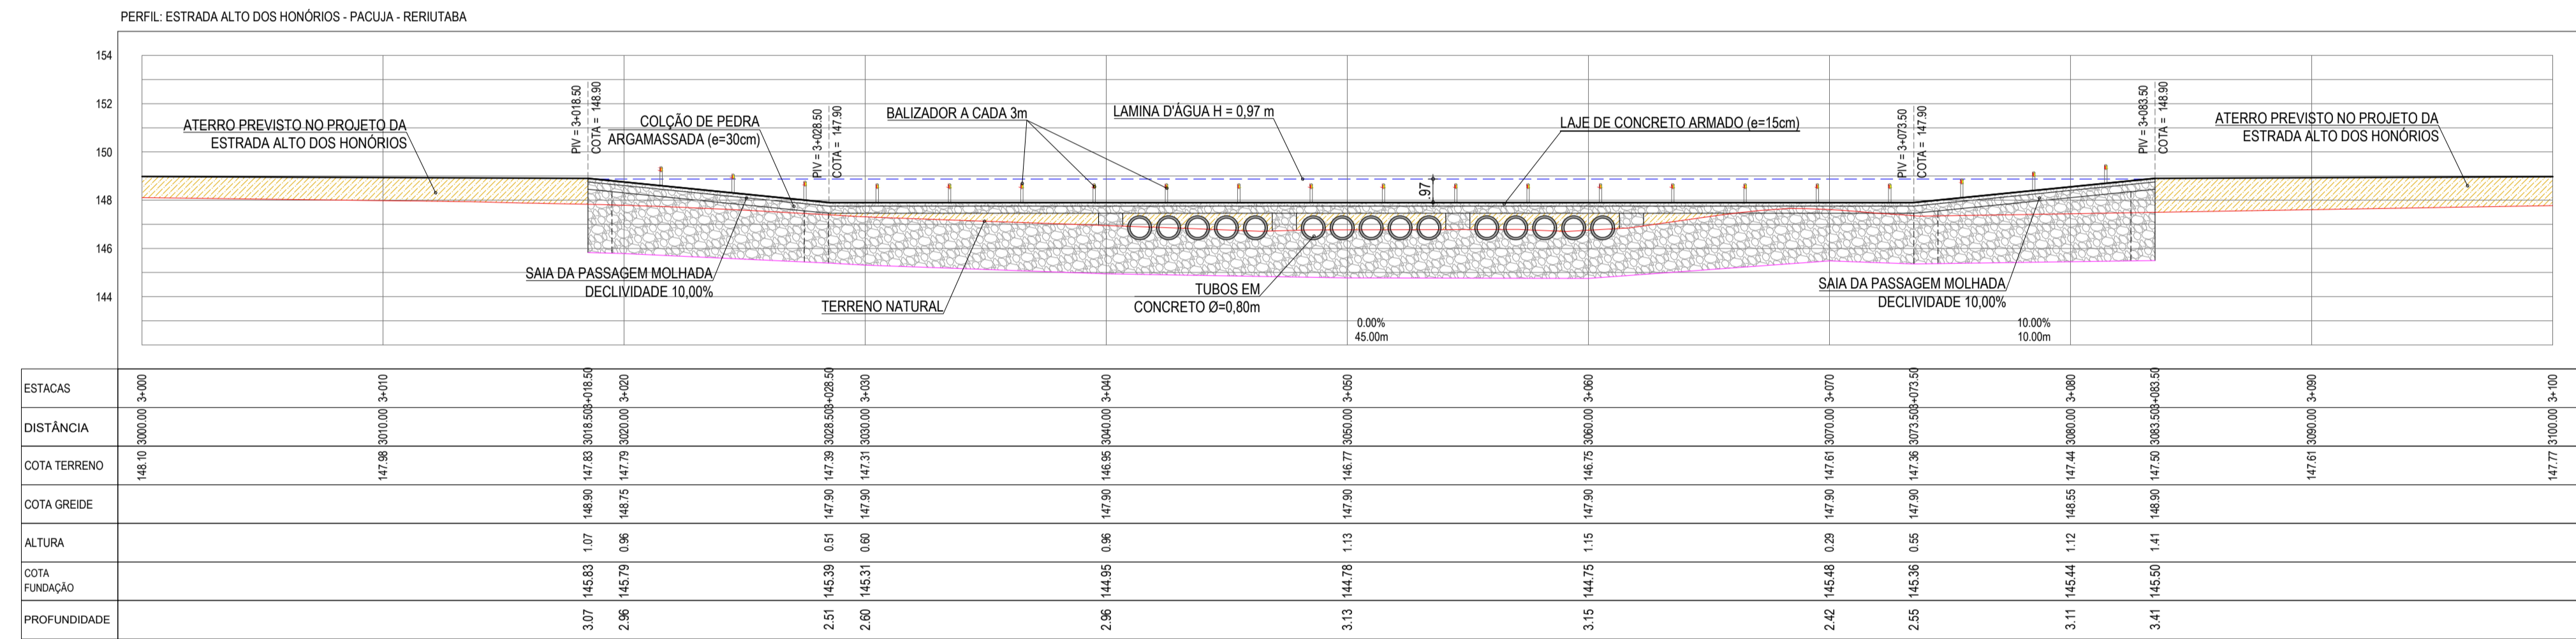 PERFIL: ESTRADA ALTO DOS HONÓRIOS - PACUJA - RERIUTABA
154
152
150
148
146
144
ATERRO PREVISTO NO PROJETO DA
ESTRADA ALTO DOS HONÓRIOS
PIV = 3+018.50
COTA = 148.90
COLÇÃO DE PEDRA
ARGAMASSADA (e=30cm)
PIV = 3+028.50
COTA = 147.90
BALIZADOR A CADA 3m
LAMINA D'ÁGUA H = 0,97 m
.97
LAJE DE CONCRETO ARMADO (e=15cm)
PIV = 3+073.50
COTA = 147.90
PIV = 3+083.50
COTA = 148.90
ATERRO PREVISTO NO PROJETO DA
ESTRADA ALTO DOS HONÓRIOS
SAIA DA PASSAGEM MOLHADA
DECLIVIDADE 10,00%
TERRENO NATURAL
TUBOS EM
CONCRETO Ø=0,80m
SAIA DA PASSAGEM MOLHADA
DECLIVIDADE 10,00%
0.00%
45.00m
10.00%
10.00m
ESTACAS 3+000 3+010 3+018.50 3+020 3+028.50 3+030 3+040 3+050 3+060 3+070 3+073.50 3+080 3+083.50 3+090 3+100
DISTÂNCIA 3000.00 3010.00 3018.50 3020.00 3028.50 3030.00 3040.00 3050.00 3060.00 3070.00 3073.50 3080.00 3083.50 3090.00 3100.00
COTA TERRENO 148.10 147.98 147.83 147.79 147.39 147.31 146.95 146.77 146.75 147.61 147.36 147.44 147.50 147.61 147.77
COTA GREIDE 148.90 148.75 147.90 147.90 147.90 147.90 147.90 147.90 147.90 148.55 148.90
ALTURA 1.07 0.96 0.51 0.60 0.96 1.13 1.15 0.29 0.55 1.12 1.41
COTA
FUNDAÇÃO 145.83 145.79 145.39 145.31 144.95 144.78 144.75 145.48 145.36 145.44 145.50
PROFUNDIDADE 3.07 2.96 2.51 2.60 2.96 3.13 3.15 2.42 2.55 3.11 3.41